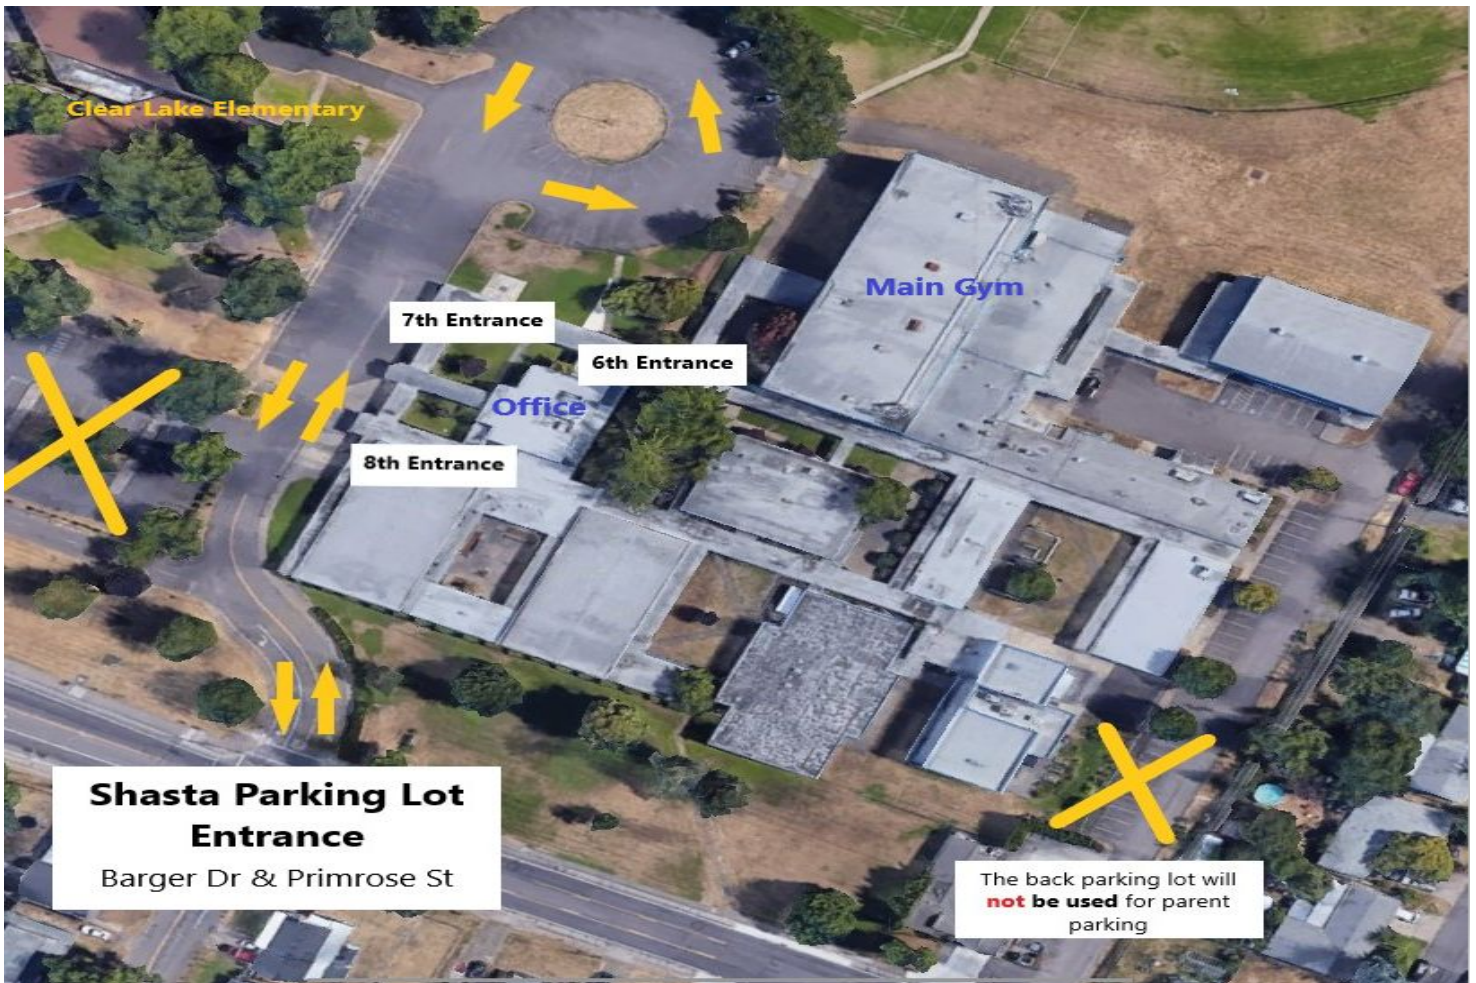 Clear Lake Elementary
Main Gym
7th Entrance
6th Entrance
Office
8th Entrance
Shasta Parking Lot
Entrance
Barger Dr & Primrose St
The back parking lot will
not be used for parent
parking